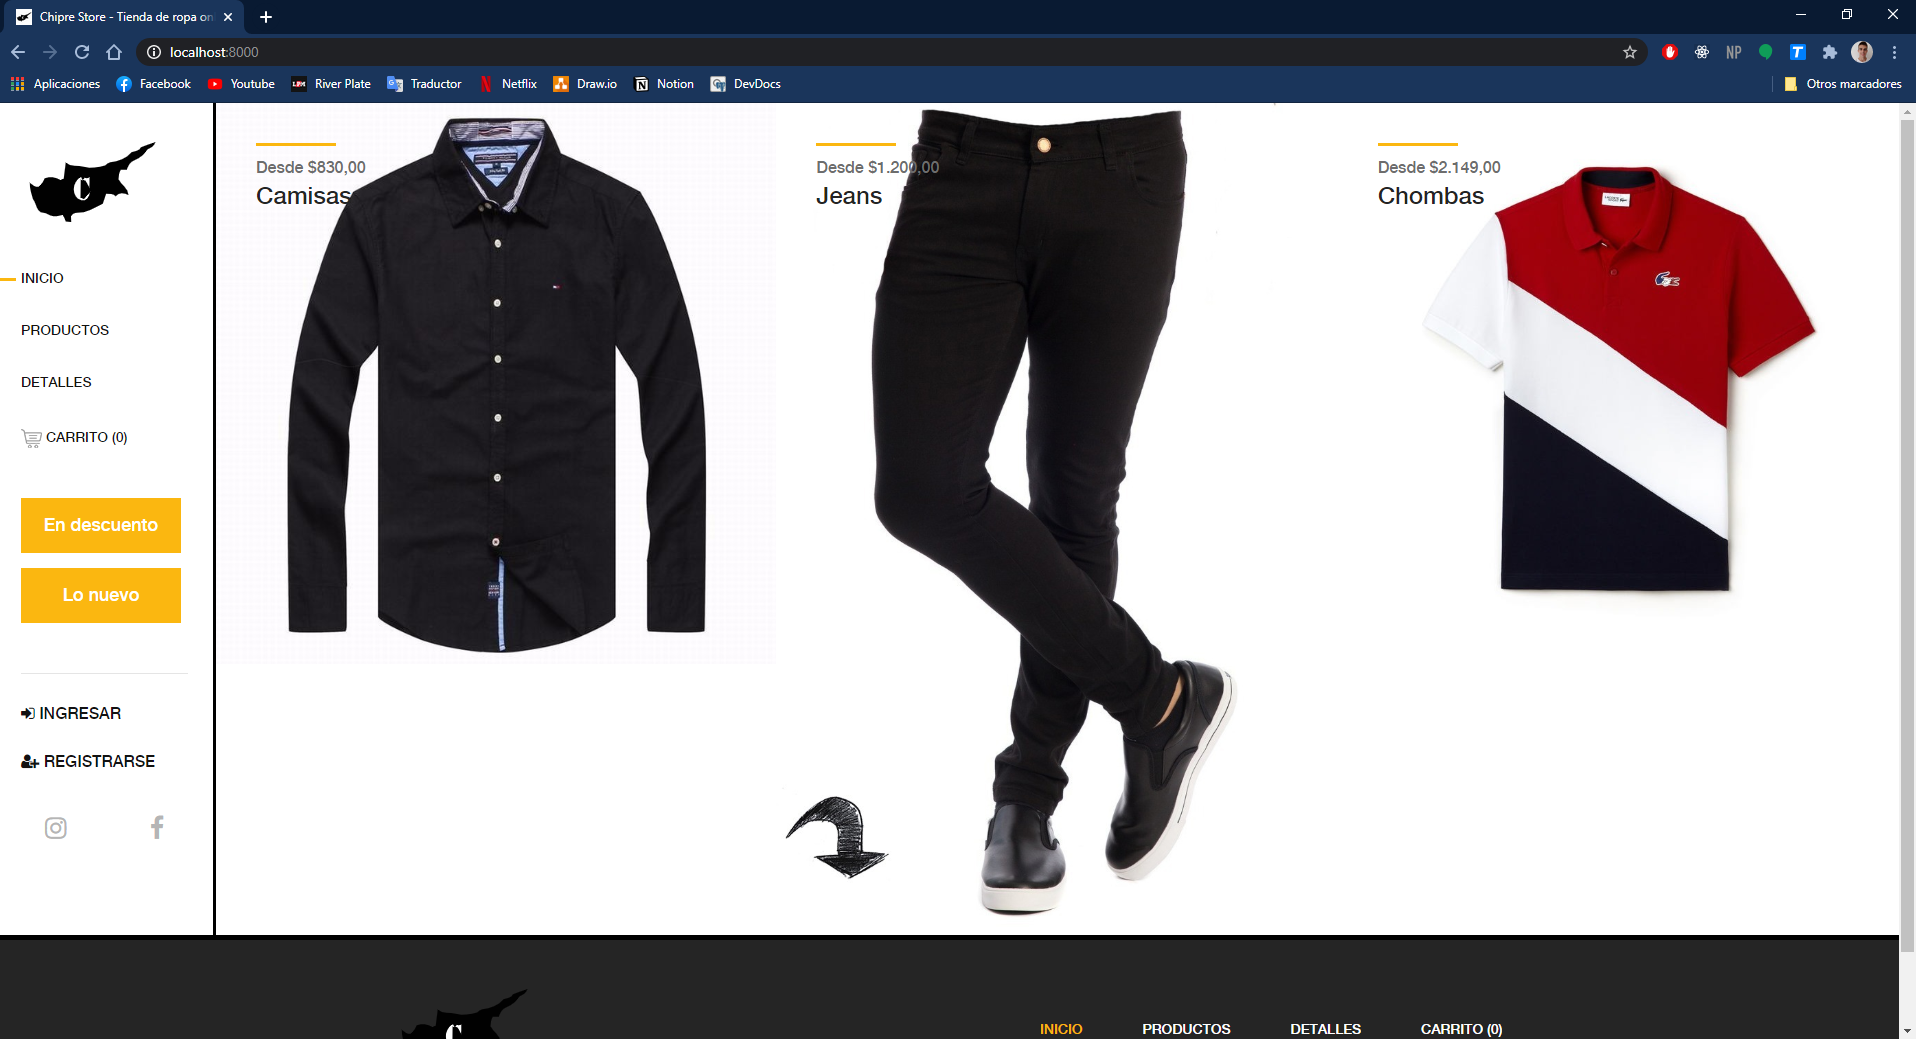 Chipre Store - Tienda de ropa on
localhost:8000
NP
Aplicaciones
Facebook
Youtube
River Plate
Traductor
Netflix
Draw.io
Notion
DevDocs
Otros marcadores
C
INICIO
PRODUCTOS
DETALLES
CARRITO (0)
En descuento
Lo nuevo
INGRESAR
REGISTRARSE
Desde $830,00
Camisas
Desde $1.200,00
Jeans
Desde $2.149,00
Chombas
C
INICIO
PRODUCTOS
DETALLES
CARRITO (0)